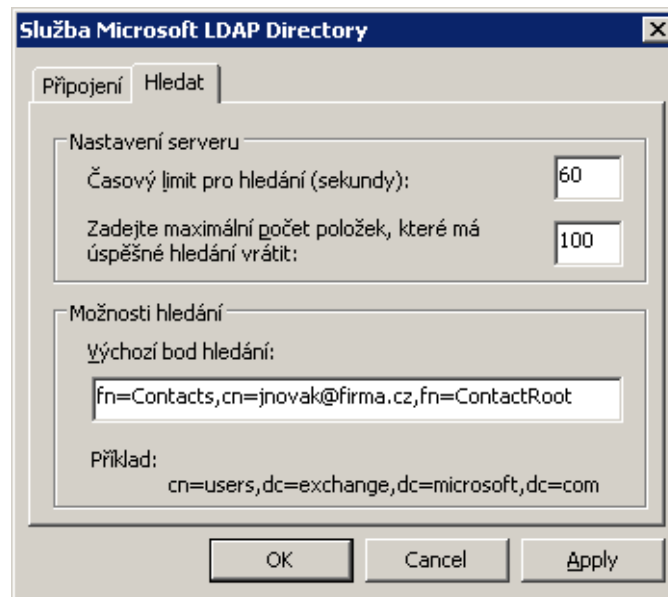 Služba Microsoft LDAP Directory
Připojení Hledat
Nastavení serveru
Časový limit pro hledání (sekundy): 60
Zadejte maximální počet položek, které má
úspěšné hledání vrátit: 100
Možnosti hledání
Výchozí bod hledání:
fn=Contacts,cn=jnovak@firma.cz,fn=ContactRoot
Příklad:
cn=users,dc=exchange,dc=microsoft,dc=com
OK Cancel Apply